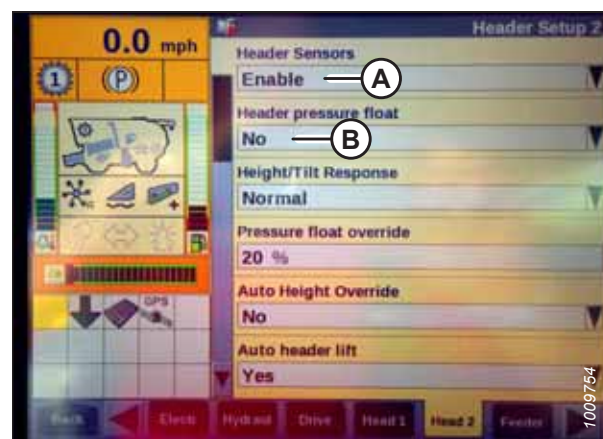 0.0 mph
Header Setup 2
Header Sensors
Enable
A
Header pressure float
No
B
Height/Tilt Response
Normal
Pressure float override
20 %
Auto Height Override
No
Auto header lift
Yes
1
(P)
GPS
Back
Electr
Hydraul
Drive
Head 1
Head 2
Feeder
1009754